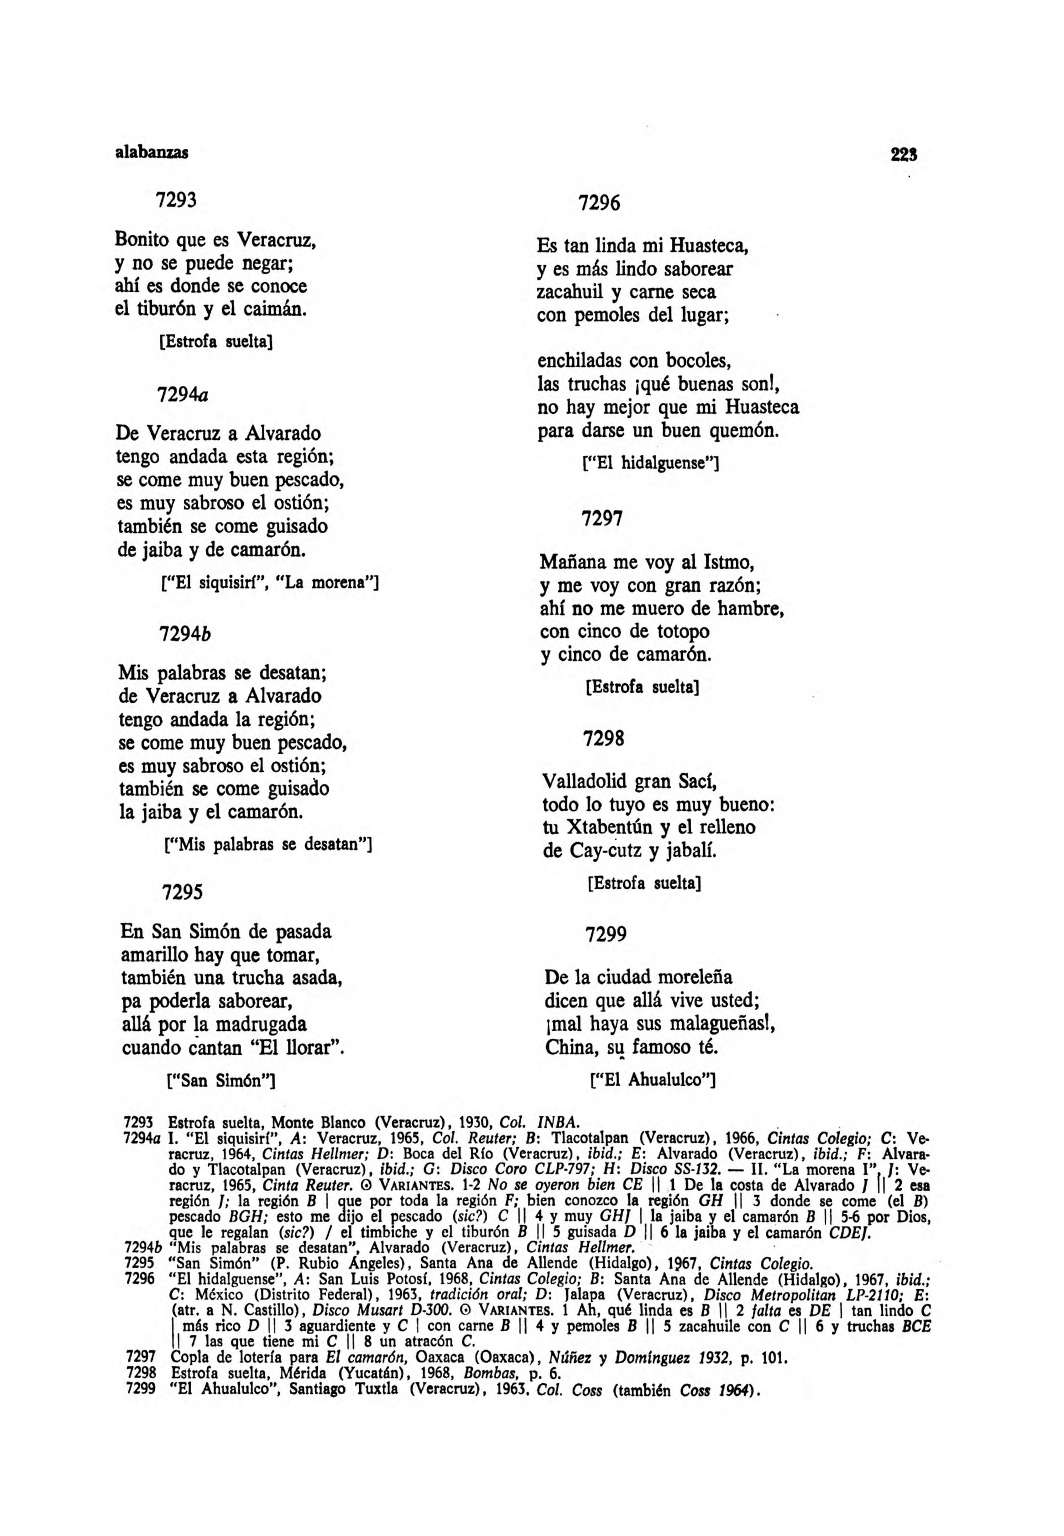 alabanzas
223
7293
Bonito que es Veracruz,
y no se puede negar;
ahí es donde se conoce
el tiburón y el caimán.
[Estrofa suelta]
7294a
De Veracruz a Alvarado
tengo andada esta región;
se come muy buen pescado,
es muy sabroso el ostión;
también se come guisado
de jaiba y de camarón.
["El siquisirí", "La morena"]
7294b
Mis palabras se desatan;
de Veracruz a Alvarado
tengo andada la región;
se come muy buen pescado,
es muy sabroso el ostión;
también se come guisado
la jaiba y el camarón.
["Mis palabras se desatan"]
7295
En San Simón de pasada
amarillo hay que tomar,
también una trucha asada,
pa poderla saborear,
allá por la madrugada
cuando cantan "El llorar".
["San Simón"]
7296
Es tan linda mi Huasteca,
y es más lindo saborear
zacahuil y carne seca
con pemoles del lugar;
enchiladas con bocoles,
las truchas ¡qué buenas son!,
no hay mejor que mi Huasteca
para darse un buen quemón.
["El hidalguense"]
7297
Mañana me voy al Istmo,
y me voy con gran razón;
ahí no me muero de hambre,
con cinco de totopo
y cinco de camarón.
[Estrofa suelta]
7298
Valladolid gran Sací,
todo lo tuyo es muy bueno:
tu Xtabentún y el relleno
de Cay-cutz y jabalí.
[Estrofa suelta]
7299
De la ciudad moreleña
dicen que allá vive usted;
¡mal haya sus malagueñas!,
China, su famoso té.
["El Ahualulco"]
7293 Estrofa suelta, Monte Blanco (Veracruz), 1930, Col. INBA.
7294a I. "El siquisirí", A: Veracruz, 1965, Col. Reuter; B: Tlacotalpan (Veracruz), 1966, Cintas Colegio; C: Ve-
racruz, 1964, Cintas Hellmer; D: Boca del Río (Veracruz), ibid.; E: Alvarado (Veracruz), ibid.; F: Alvara-
do y Tlacotalpan (Veracruz), ibid.; G: Disco Coro CLP-797; H: Disco SS-132. — II. "La morena I", J: Ve-
racruz, 1965, Cinta Reuter. ⊙ VARIANTES. 1-2 No se oyeron bien CE || 1 De la costa de Alvarado J || 2 esa
región J; la región B | que por toda la región F; bien conozco la región GH || 3 donde se come (el B)
pescado BGH; esto me dijo el pescado (sic?) C || 4 y muy GHJ | la jaiba y el camarón B || 5-6 por Dios,
que le regalan (sic?) / el timbiche y el tiburón B || 5 guisada D || 6 la jaiba y el camarón CDEJ.
7294b "Mis palabras se desatan", Alvarado (Veracruz), Cintas Hellmer.
7295 "San Simón" (P. Rubio Ángeles), Santa Ana de Allende (Hidalgo), 1967, Cintas Colegio.
7296 "El hidalguense", A: San Luis Potosí, 1968, Cintas Colegio; B: Santa Ana de Allende (Hidalgo), 1967, ibid.;
C: México (Distrito Federal), 1963, tradición oral; D: Jalapa (Veracruz), Disco Metropolitan LP-2110; E:
(atr. a N. Castillo), Disco Musart D-300. ⊙ VARIANTES. 1 Ah, qué linda es B || 2 falta es DE | tan lindo C
| más rico D || 3 aguardiente y C | con carne B || 4 y pemoles B || 5 zacahuile con C || 6 y truchas BCE
|| 7 las que tiene mi C || 8 un atracón C.
7297 Copla de lotería para El camarón, Oaxaca (Oaxaca), Núñez y Domínguez 1932, p. 101.
7298 Estrofa suelta, Mérida (Yucatán), 1968, Bombas, p. 6.
7299 "El Ahualulco", Santiago Tuxtla (Veracruz), 1963, Col. Coss (también Coss 1964).